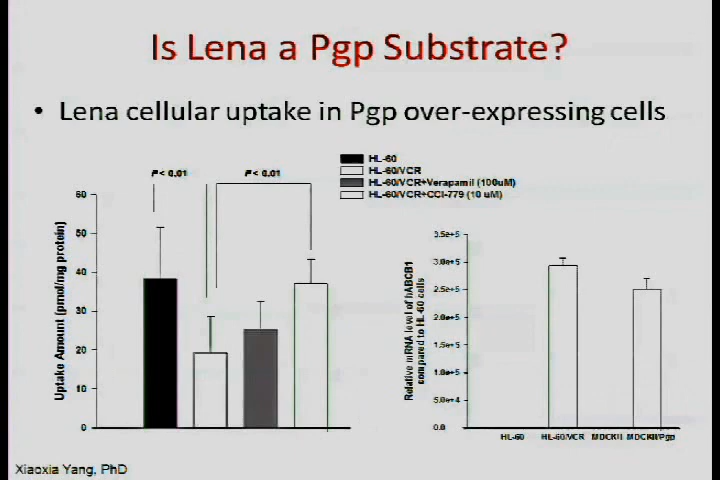 Is Lena a Pgp Substrate?
• Lena cellular uptake in Pgp over-expressing cells
HL-60
HL-60/VCR
HL-60/VCR+Verapamil (100uM)
HL-60/VCR+CCI-779 (10 uM)
P < 0.01
P < 0.01
Uptake Amount (pmol/mg protein)
60
50
40
30
20
10
0
Relative mRNA level of hABCB1
compared to HL-60 cells
3.5e+5
3.0e+5
2.5e+5
2.0e+5
1.5e+5
1.0e+5
5.0e+4
0.0
HL-60
HL-60/VCR
MDCKII
MDCKII/Pgp
Xiaoxia Yang, PhD